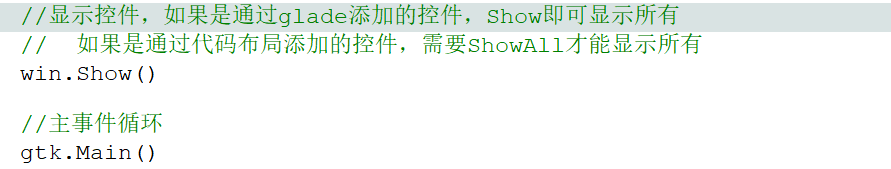 //显示控件，如果是通过glade添加的控件，Show即可显示所有
//  如果是通过代码布局添加的控件，需要ShowAll才能显示所有
win.Show()
//主事件循环
gtk.Main()